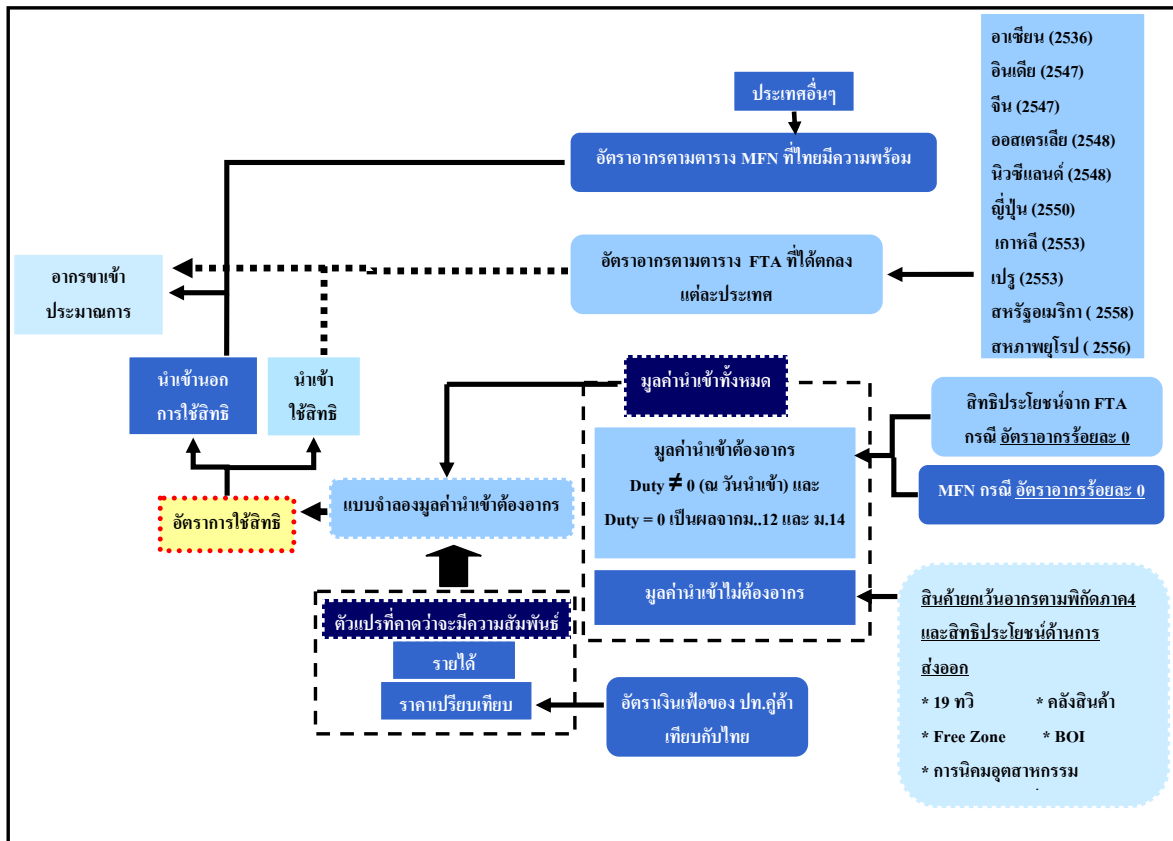 อาเซียน (2536)
อินเดีย (2547)
จีน (2547)
ออสเตรเลีย (2548)
นิวซีแลนด์ (2548)
ญี่ปุ่น (2550)
เกาหลี (2553)
เปรู (2553)
สหรัฐอเมริกา ( 2558)
สหภาพยุโรป ( 2556)
ประเทศอื่นๆ
อัตราอากรตามตาราง MFN ที่ไทยมีความพร้อม
อัตราอากรตามตาราง FTA ที่ได้ตกลง
แต่ละประเทศ
อากรขาเข้า
ประมาณการ
นำเข้านอก
การใช้สิทธิ
นำเข้า
ใช้สิทธิ
มูลค่านำเข้าทั้งหมด
สิทธิประโยชน์จาก FTA
กรณี อัตราอากรร้อยละ 0
มูลค่านำเข้าต้องอากร
Duty ≠ 0 (ณ วันนำเข้า) และ
Duty = 0 เป็นผลจากม..12 และ ม.14
MFN กรณี อัตราอากรร้อยละ 0
อัตราการใช้สิทธิ
แบบจำลองมูลค่านำเข้าต้องอากร
มูลค่านำเข้าไม่ต้องอากร
สินค้ายกเว้นอากรตามพิกัดภาค4
และสิทธิประโยชน์ด้านการ
ส่งออก
* 19 ทวิ * คลังสินค้า
* Free Zone * BOI
* การนิคมอุตสาหกรรม
ตัวแปรที่คาดว่าจะมีความสัมพันธ์
รายได้
ราคาเปรียบเทียบ
อัตราเงินเฟ้อของ ปท.คู่ค้า
เทียบกับไทย